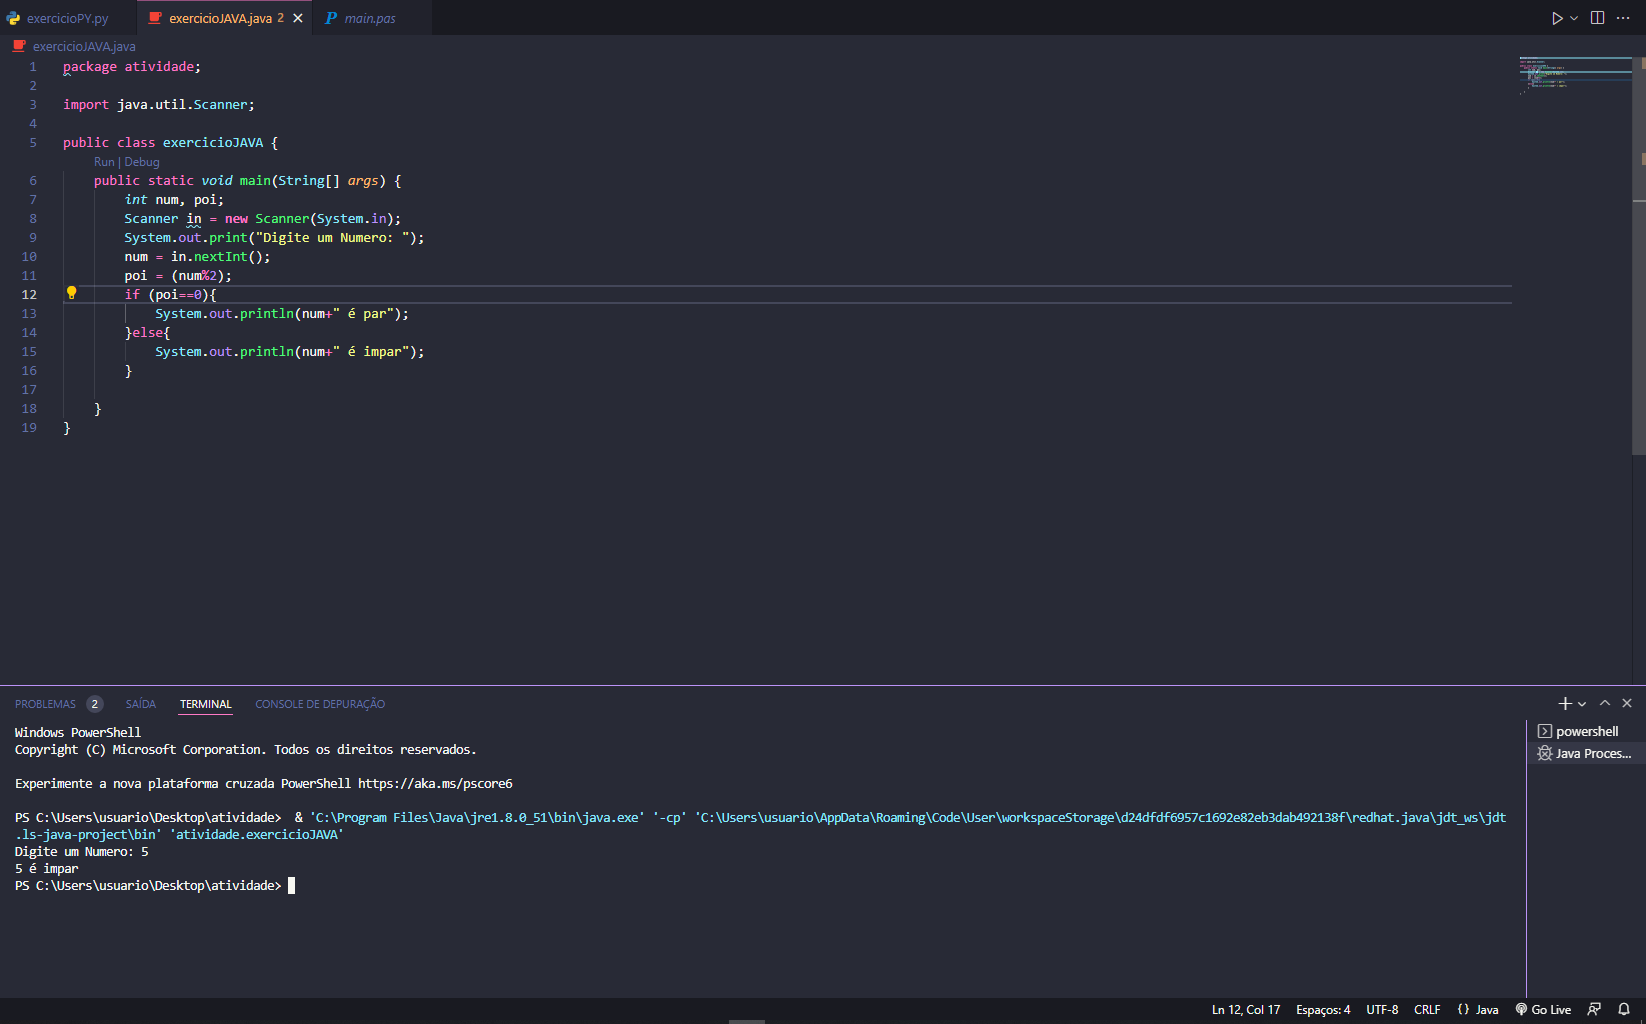 exercicioPY.py exercicioJAVA.java 2 main.pas
exercicioJAVA.java
1 package atividade;
2
3 import java.util.Scanner;
4
5 public class exercicioJAVA {
Run | Debug
6 public static void main(String[] args) {
7 int num, poi;
8 Scanner in = new Scanner(System.in);
9 System.out.print("Digite um Numero: ");
10 num = in.nextInt();
11 poi = (num%2);
12 if (poi==0){
13 System.out.println(num+" é par");
14 }else{
15 System.out.println(num+" é impar");
16 }
17
18 }
19 }
PROBLEMAS 2 SAÍDA TERMINAL CONSOLE DE DEPURAÇÃO
Windows PowerShell
Copyright (C) Microsoft Corporation. Todos os direitos reservados.
Experimente a nova plataforma cruzada PowerShell https://aka.ms/pscore6
PS C:\Users\usuario\Desktop\atividade>  & 'C:\Program Files\Java\jre1.8.0_51\bin\java.exe' '-cp' 'C:\Users\usuario\AppData\Roaming\Code\User\workspaceStorage\d24dfdf6957c1692e82eb3dab492138f\redhat.java\jdt_ws\jdt
.ls-java-project\bin' 'atividade.exercicioJAVA'
Digite um Numero: 5
5 é impar
PS C:\Users\usuario\Desktop\atividade>
powershell
Java Proces...
Ln 12, Col 17 Espaços: 4 UTF-8 CRLF {} Java Go Live